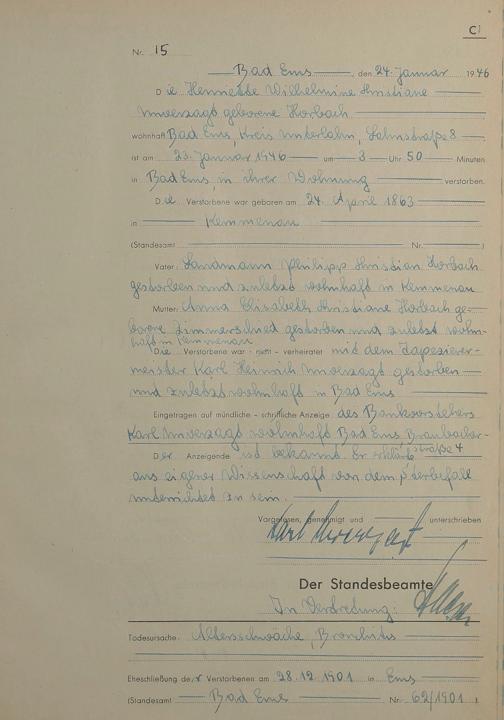 C1
Nr. 15
Bad Ems, den 24. Januar 1946
Die Henriette Wilhelmine Christiane
Unverzagt geborene Horbach
wohnhaft Bad Ems, Kreis Unterlahn, Lahnstraße 8
ist am 23. Januar 1946 um 3 Uhr 50 Minuten
in Bad Ems, in ihrer Wohnung verstorben.
Die Verstorbene war geboren am 24. April 1863
in Kemmenau
(Standesamt Nr. )
Vater: Landmann Philipp Christian Horbach
gestorben und zuletzt wohnhaft in Kemmenau
Mutter: Anna Elisabeth Christiane Horbach ge-
borene Zimmerschied gestorben und zuletzt wohn-
haft in Kemmenau
Die Verstorbene war - nicht - verheiratet mit dem Tapezierer-
meister Karl Heinrich Unverzagt gestorben
und zuletzt wohnhaft in Bad Ems
Eingetragen auf mündliche - schriftliche Anzeige des Bankvorstehers
Karl Unverzagt wohnhaft Bad Ems, Braubacher-
straße 4
Der Anzeigende ist bekannt. Er erklärte
aus eigener Wissenschaft von dem Sterbefall
unterrichtet zu sein.
Vorgelesen, genehmigt und unterschrieben
Karl Unverzagt
Der Standesbeamte
In Vertretung:
Todesursache: Altersschwäche, Bronchitis
Eheschließung der Verstorbenen am 28.12.1901 in Ems
(Standesamt Bad Ems Nr. 62/1901 )